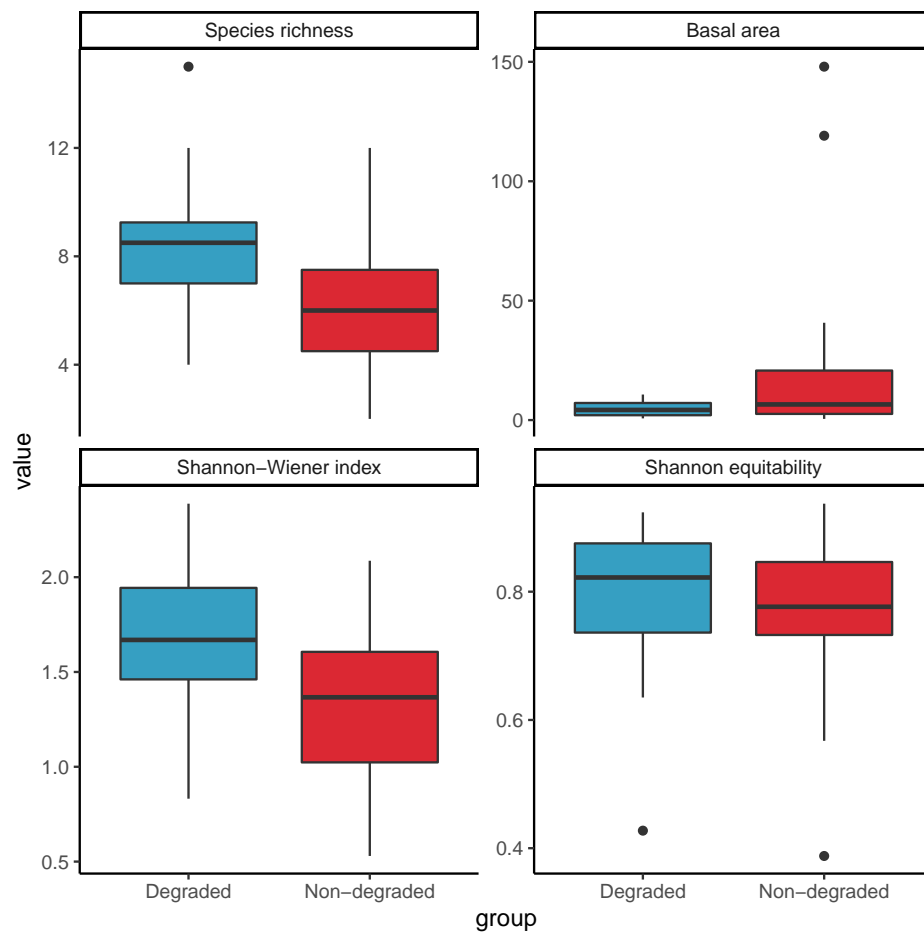 Species richness
Basal area
12
8
4
150
100
50
0
value
Shannon−Wiener index
Shannon equitability
2.0
1.5
1.0
0.5
0.8
0.6
0.4
Degraded
Non−degraded
Degraded
Non−degraded
group